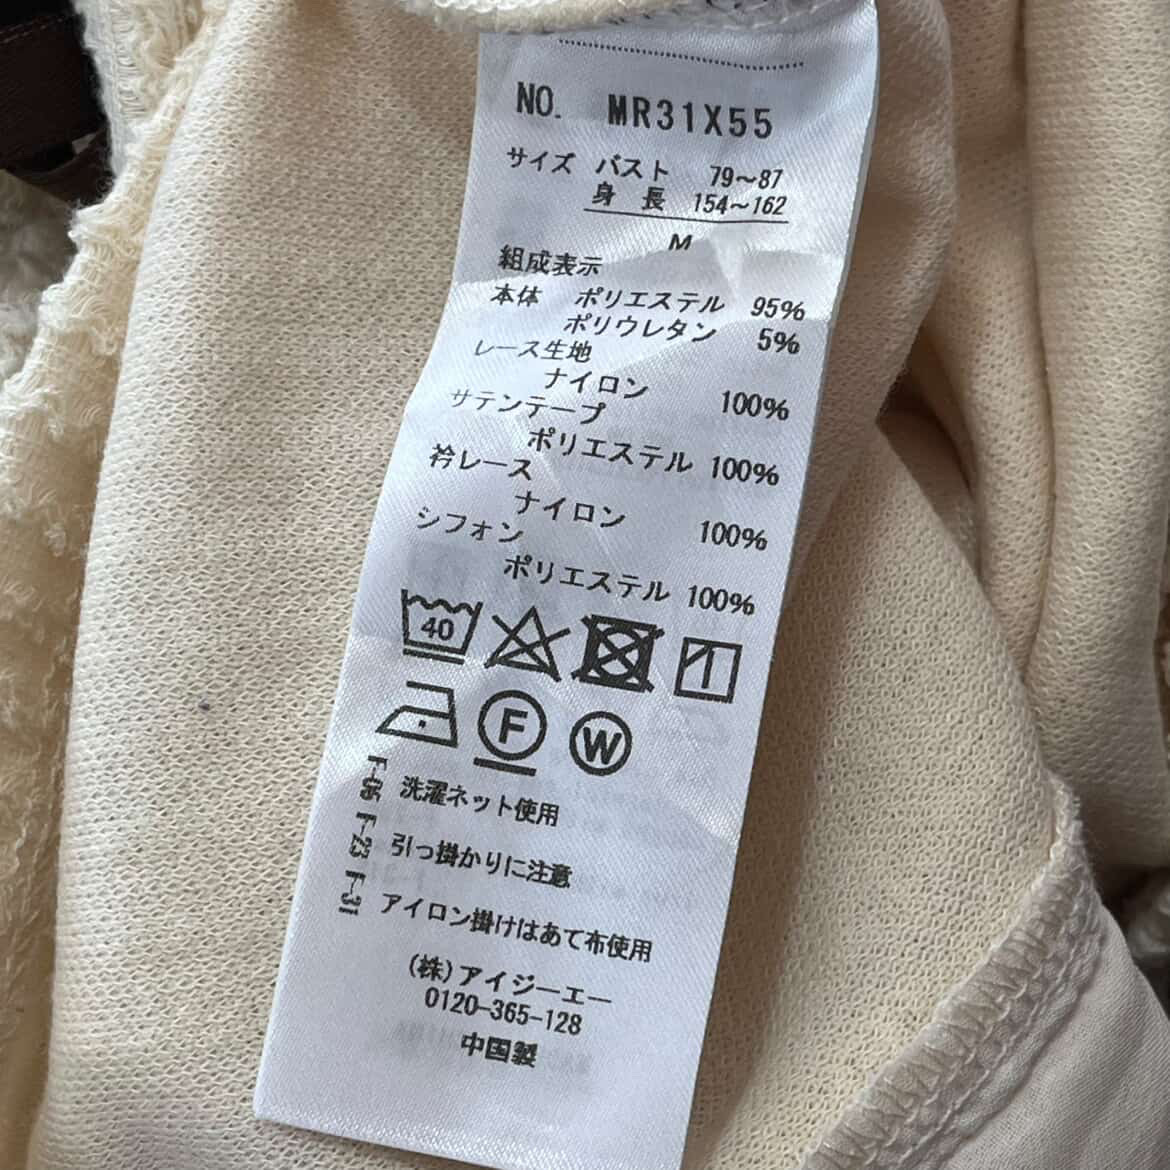 NO. MR31X55
サイズ バスト 79〜87
身長 154〜162
M
組成表示
本体 ポリエステル 95%
ポリウレタン 5%
レース生地
ナイロン 100%
サテンテープ
ポリエステル 100%
衿レース
ナイロン 100%
シフォン
ポリエステル 100%
40
F W
F-06 洗濯ネット使用
F-23 引っ掛かりに注意
F-31 アイロン掛けはあて布使用
(株)アイジーエー
0120-365-128
中国製